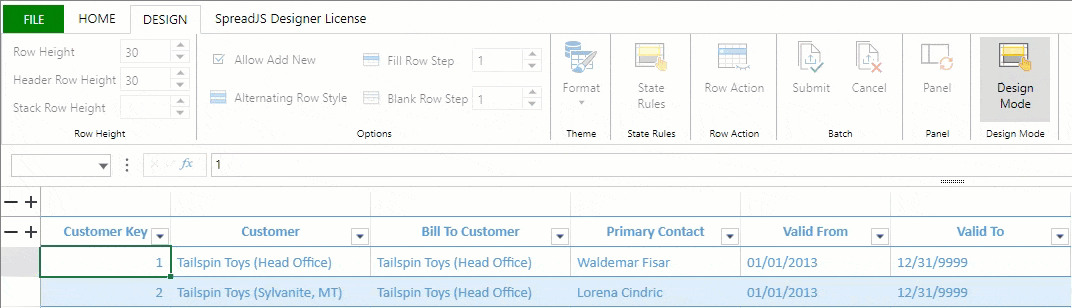 FILE HOME DESIGN SpreadJS Designer License
Row Height 30
Header Row Height 30
Stack Row Height
Row Height
Allow Add New Fill Row Step 1
Alternating Row Style Blank Row Step 1
Options
Format
Theme
State
Rules
State Rules
Row Action
Row Action
Submit Cancel
Batch
Panel
Panel
Design
Mode
Design Mode
fx 1
Customer Key Customer Bill To Customer Primary Contact Valid From Valid To
1 Tailspin Toys (Head Office) Tailspin Toys (Head Office) Waldemar Fisar 01/01/2013 12/31/9999
2 Tailspin Toys (Sylvanite, MT) Tailspin Toys (Head Office) Lorena Cindric 01/01/2013 12/31/9999